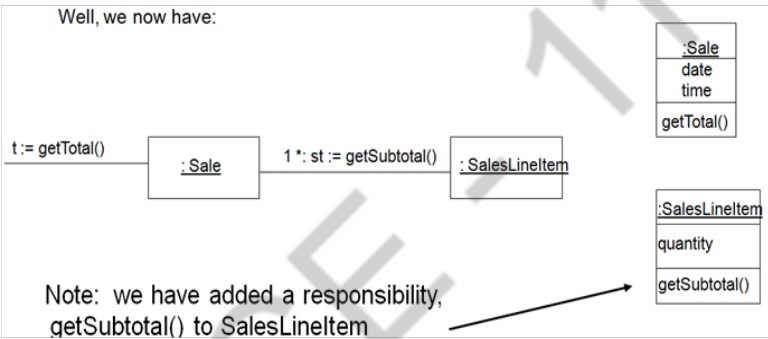 Well, we now have:
:Sale
date
time
getTotal()
t := getTotal()
: Sale
1 *: st := getSubtotal()
: SalesLineItem
:SalesLineItem
quantity
getSubtotal()
Note: we have added a responsibility,
getSubtotal() to SalesLineItem